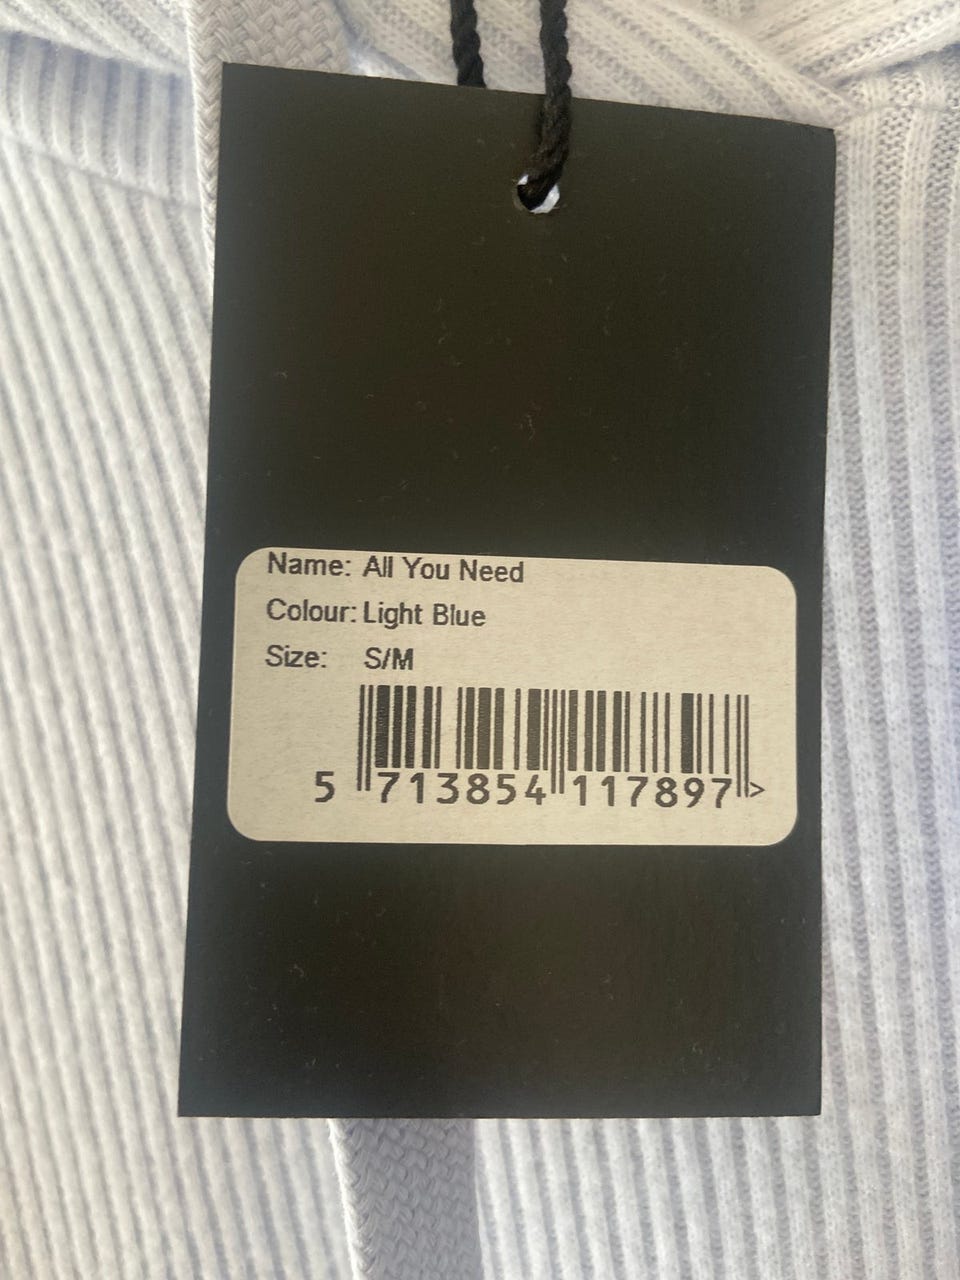 Name: All You Need
Colour: Light Blue
Size: S/M
5 713854 117897 >